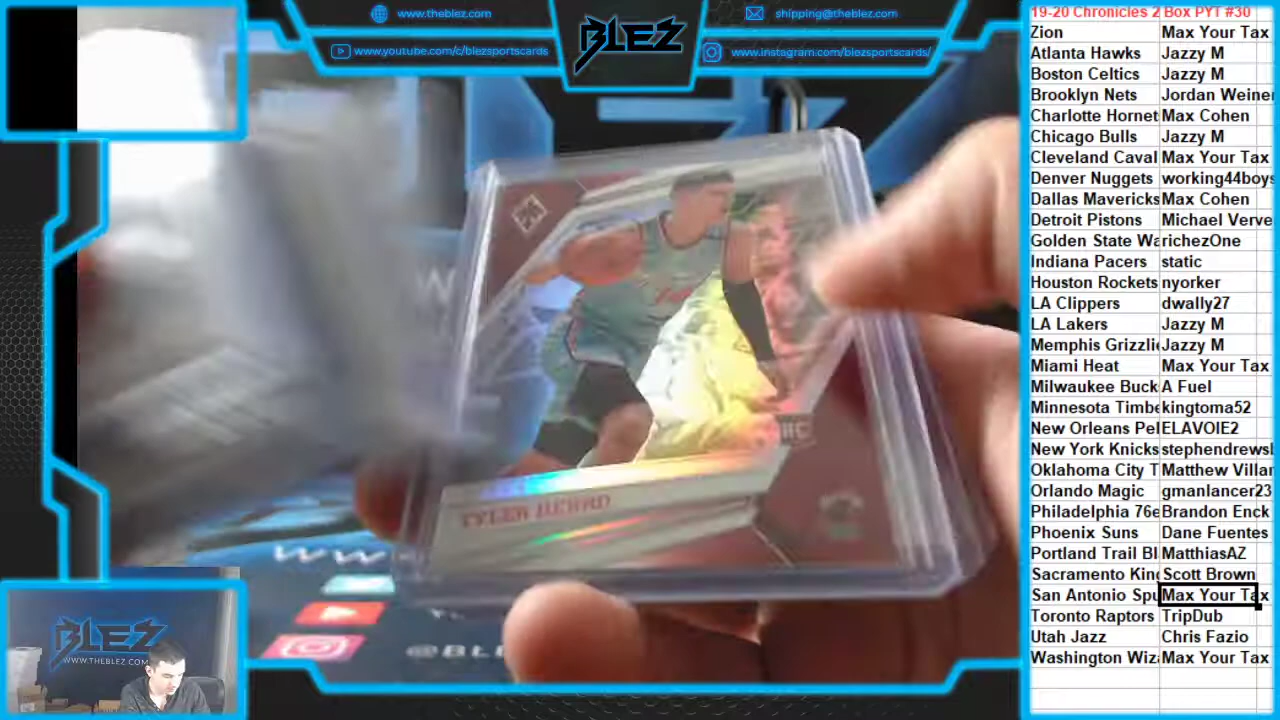 www.theblez.com
www.youtube.com/c/blezsportscards
BLEZ
shipping@theblez.com
www.instagram.com/blezsportscards/
TYLER HERRO
BLEZ
WWW.THEBLEZ.COM
19-20 Chronicles 2 Box PYT #30
Zion Max Your Tax
Atlanta Hawks Jazzy M
Boston Celtics Jazzy M
Brooklyn Nets Jordan Weiner
Charlotte Hornet Max Cohen
Chicago Bulls Jazzy M
Cleveland Caval Max Your Tax
Denver Nuggets working44boys
Dallas Mavericks Max Cohen
Detroit Pistons Michael Verve
Golden State Wa richezOne
Indiana Pacers static
Houston Rockets nyorker
LA Clippers dwally27
LA Lakers Jazzy M
Memphis Grizzlie Jazzy M
Miami Heat Max Your Tax
Milwaukee Buck A Fuel
Minnesota Timbe kingtoma52
New Orleans Pel ELAVOIE2
New York Knicks stephendrewsl
Oklahoma City T Matthew Villar
Orlando Magic gmanlancer23
Philadelphia 76e Brandon Enck
Phoenix Suns Dane Fuentes
Portland Trail Bl MatthiasAZ
Sacramento King Scott Brown
San Antonio Spu Max Your Tax
Toronto Raptors TripDub
Utah Jazz Chris Fazio
Washington Wiza Max Your Tax